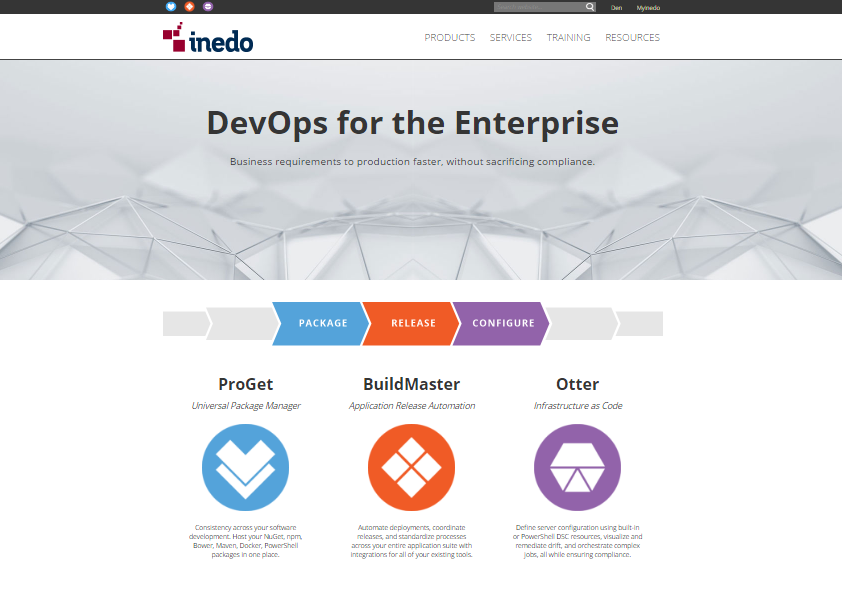 Den
MyInedo
inedo
PRODUCTS
SERVICES
TRAINING
RESOURCES
DevOps for the Enterprise
Business requirements to production faster, without sacrificing compliance.
PACKAGE
RELEASE
CONFIGURE
ProGet
Universal Package Manager
BuildMaster
Application Release Automation
Otter
Infrastructure as Code
Consistency across your software
development. Host your NuGet, npm,
Bower, Maven, Docker, PowerShell
packages in one place.
Automate deployments, coordinate
releases, and standardize processes
across your entire application suite with
integrations for all of your existing tools.
Define server configuration using built-in
or PowerShell DSC resources, visualize and
remediate drift, and orchestrate complex
jobs, all while ensuring compliance.